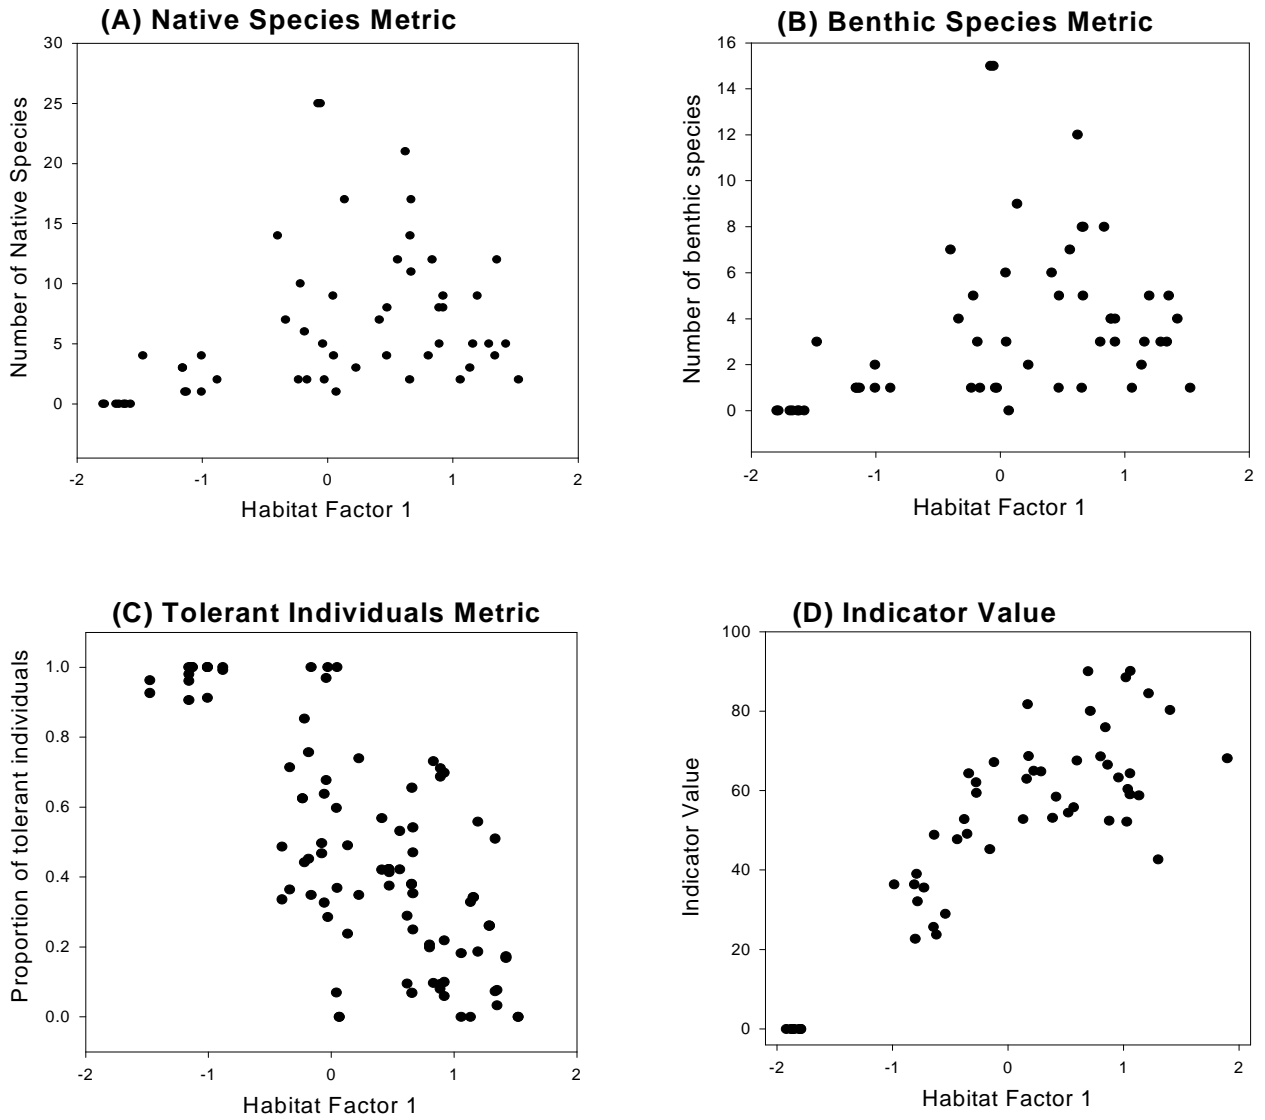 (A) Native Species Metric
30
25
20
15
10
5
0
Number of Native Species
-2 -1 0 1 2
Habitat Factor 1
(B) Benthic Species Metric
16
14
12
10
8
6
4
2
0
Number of benthic species
-2 -1 0 1 2
Habitat Factor 1
(C) Tolerant Individuals Metric
1.0
0.8
0.6
0.4
0.2
0.0
Proportion of tolerant individuals
-2 -1 0 1 2
Habitat Factor 1
(D) Indicator Value
100
80
60
40
20
0
Indicator Value
-2 -1 0 1 2
Habitat Factor 1